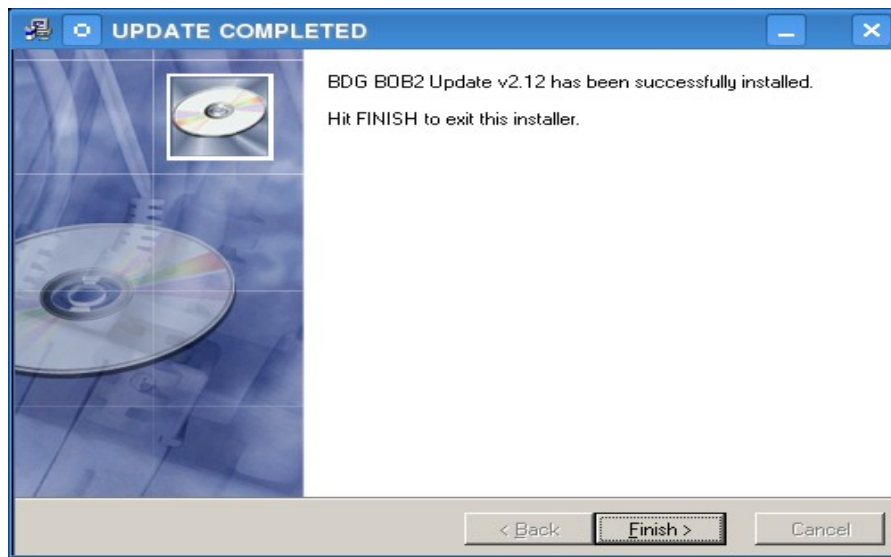 UPDATE COMPLETED
BDG BOB2 Update v2.12 has been successfully installed.
Hit FINISH to exit this installer.
< Back
Finish >
Cancel